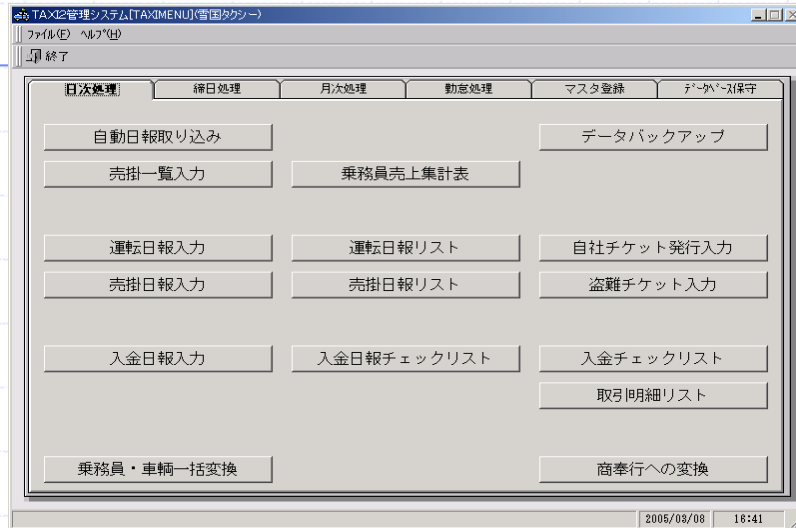 TAXI2管理システム[TAXIMENU](雪国タクシー)
ファイル(F) ヘルプ(H)
終了
日次処理 締日処理 月次処理 勤怠処理 マスタ登録 データベース保守
自動日報取り込み データバックアップ
売掛一覧入力 乗務員売上集計表
運転日報入力 運転日報リスト 自社チケット発行入力
売掛日報入力 売掛日報リスト 盗難チケット入力
入金日報入力 入金日報チェックリスト 入金チェックリスト
取引明細リスト
乗務員・車輌一括変換 商奉行への変換
2005/03/08 16:41